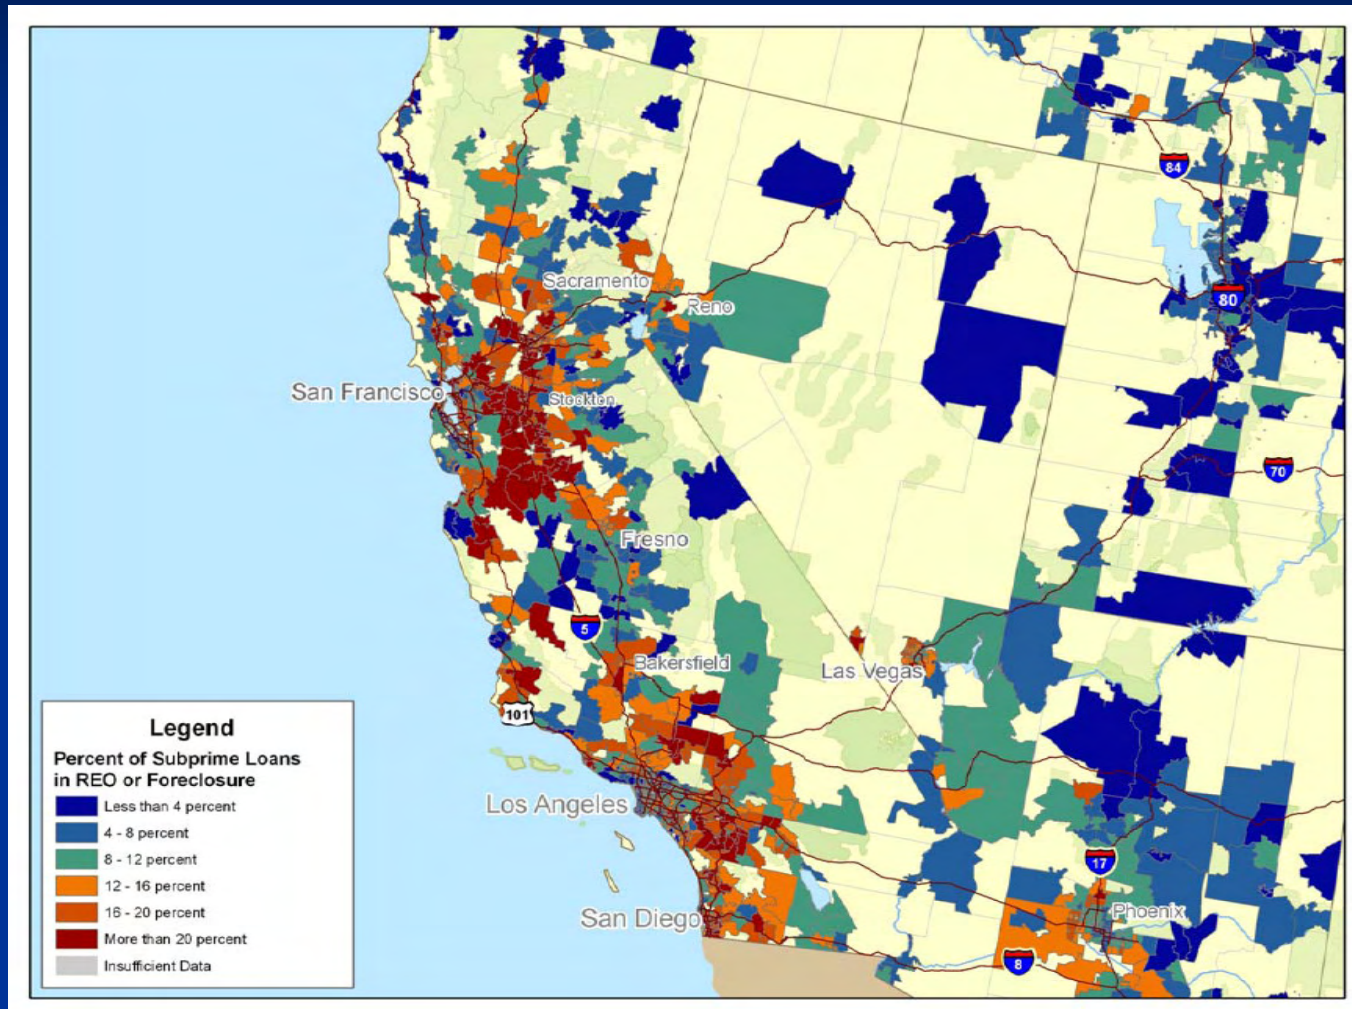 84
Sacramento
Reno
80
San Francisco
Stockton
70
Fresno
5
Bakersfield
Las Vegas
101
Legend
Percent of Subprime Loans
in REO or Foreclosure
Less than 4 percent
4 - 8 percent
8 - 12 percent
12 - 16 percent
16 - 20 percent
More than 20 percent
Insufficient Data
Los Angeles
17
San Diego
Phoenix
8